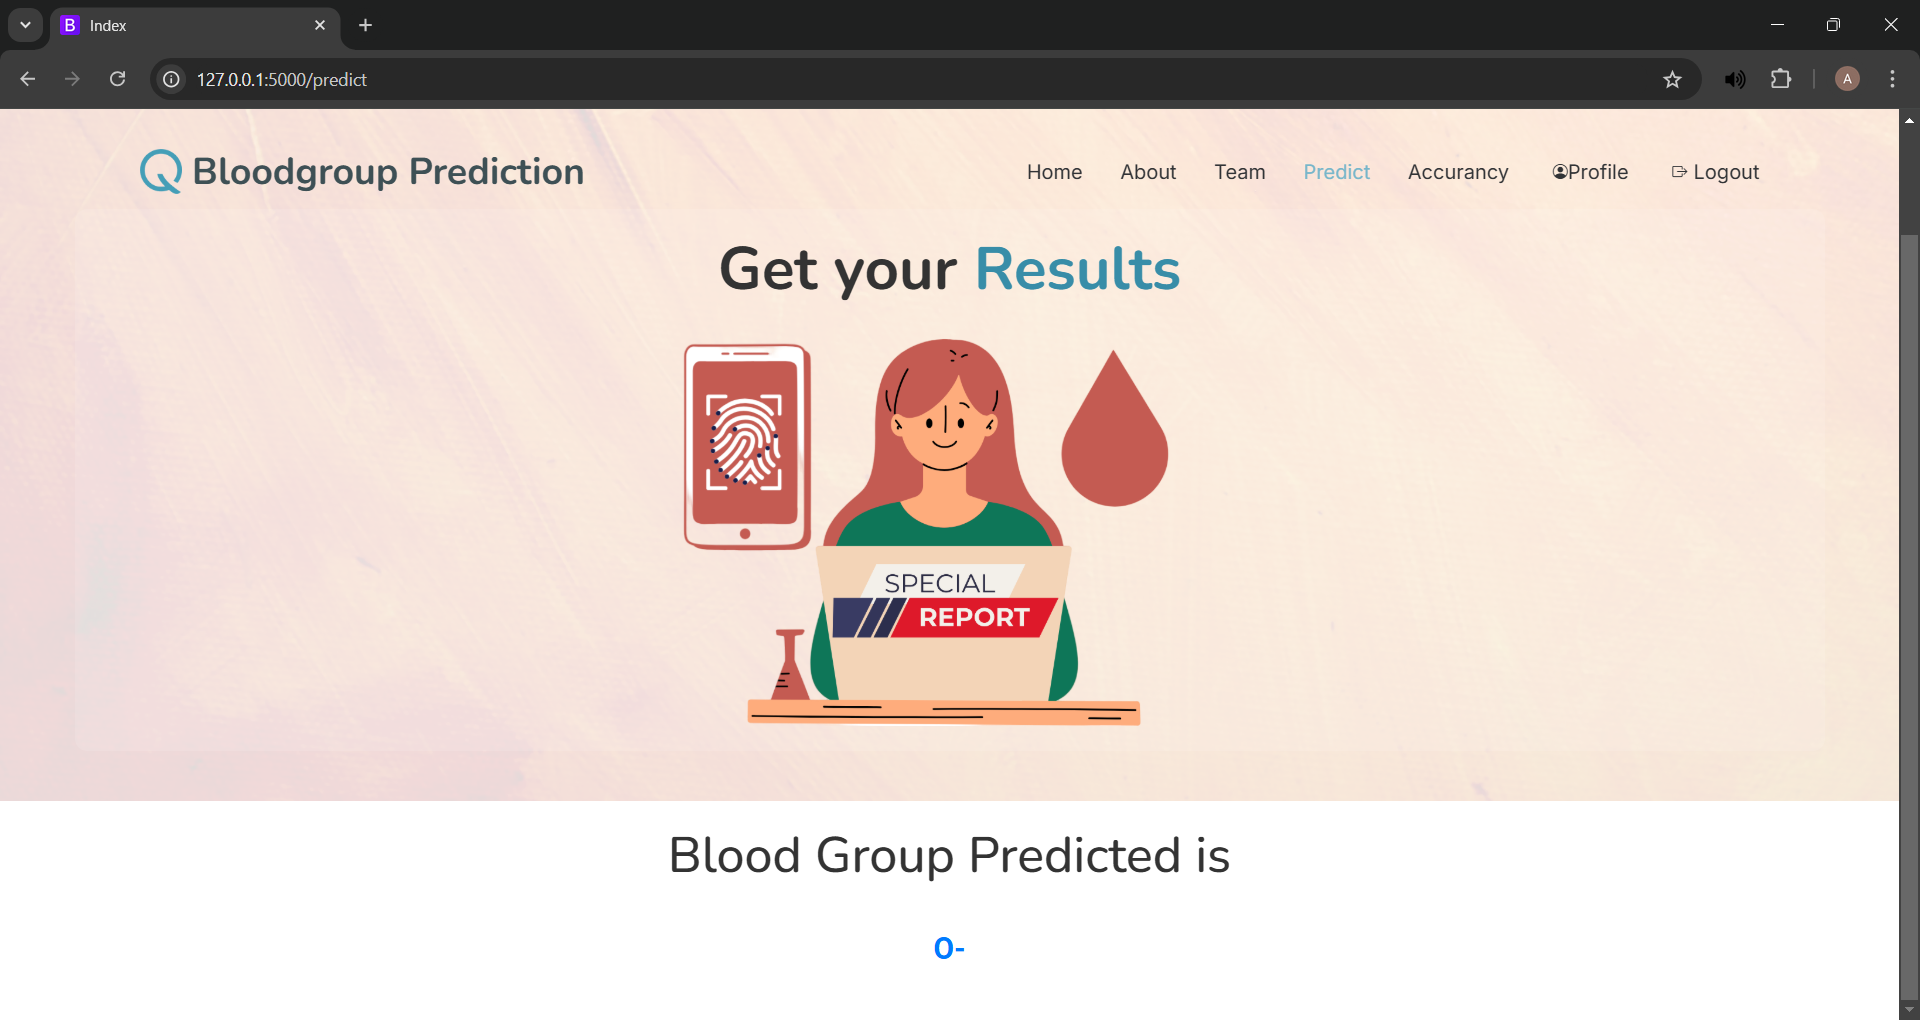 Index
127.0.0.1:5000/predict
A
Bloodgroup Prediction
Home About Team Predict Accurancy Profile Logout
Get your Results
SPECIAL
REPORT
Blood Group Predicted is
O-